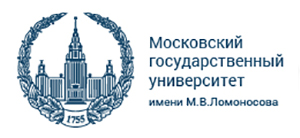 Московский
государственный
университет
имени М.В.Ломоносова
1755